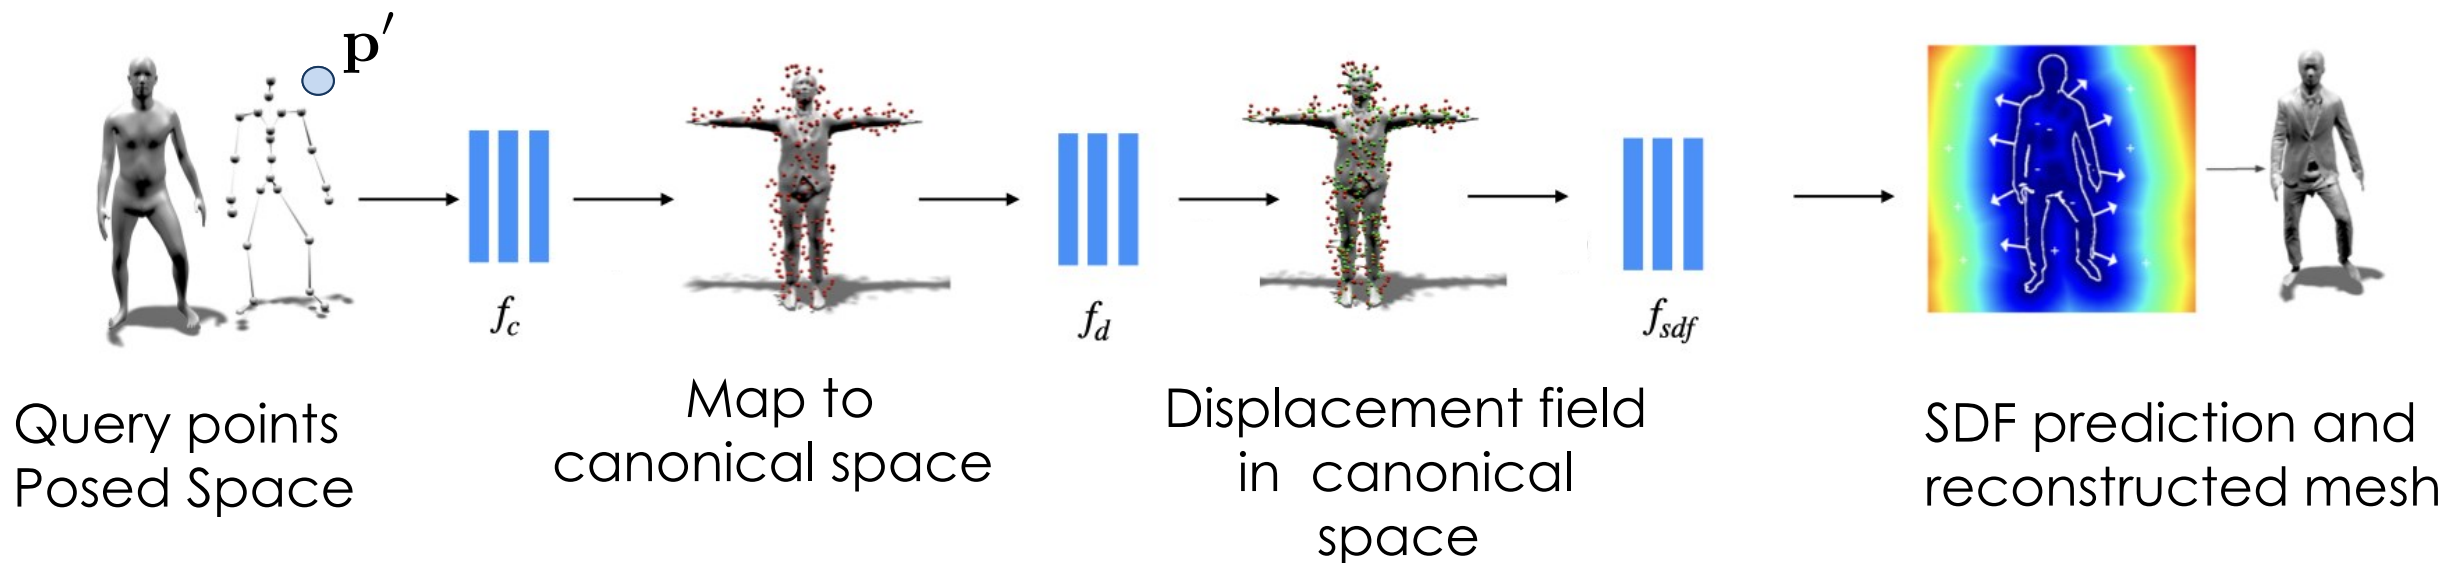 p′
f_c
f_d
f_sdf
Query points
Posed Space
Map to
canonical space
Displacement field
in canonical
space
SDF prediction and
reconstructed mesh